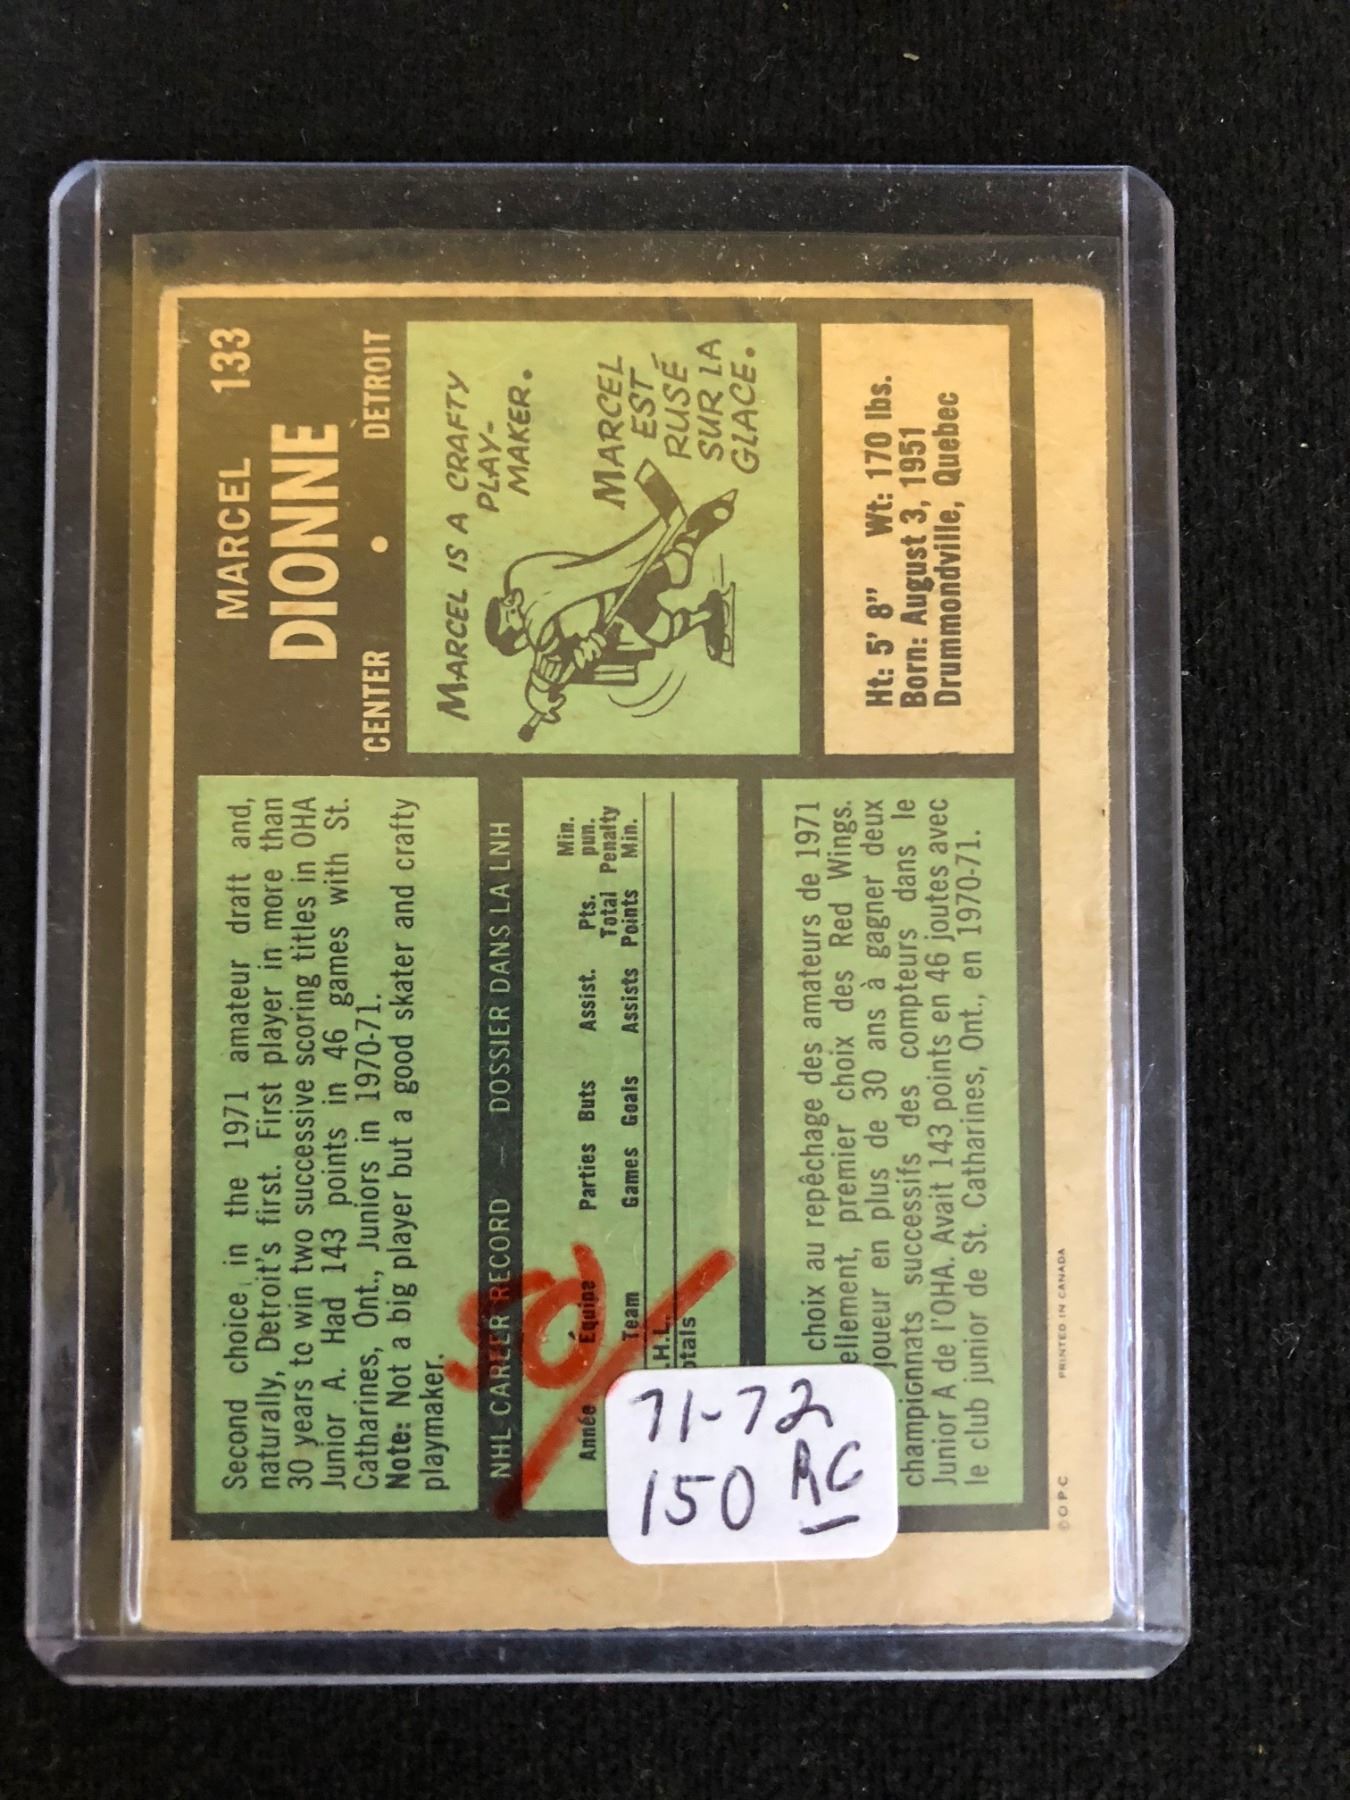 MARCEL 133
DIONNE
CENTER • DETROIT
Second choice in the 1971 amateur draft and,
naturally, Detroit's first. First player in more than
30 years to win two successive scoring titles in OHA
Junior A. Had 143 points in 46 games with St.
Catharines, Ont., Juniors in 1970-71.
Note: Not a big player but a good skater and crafty
playmaker.
MARCEL IS A CRAFTY
PLAY-
MAKER.
MARCEL
EST
RUSÉ
SUR LA
GLACE.
NHL CAREER RECORD — DOSSIER DANS LA LNH
Min.
Pts. pun.
Année Équipe Parties Buts Assist. Total Penalty
Team Games Goals Assists Points Min.
.H.L.
otals
choix au repêchage des amateurs de 1971
ellement, premier choix des Red Wings.
joueur en plus de 30 ans à gagner deux
championnats successifs des compteurs dans le
Junior A de l'OHA. Avait 143 points en 46 joutes avec
le club junior de St. Catharines, Ont., en 1970-71.
Ht: 5' 8" Wt: 170 lbs.
Born: August 3, 1951
Drummondville, Quebec
© O.P.C. PRINTED IN CANADA
71-72
150 RC